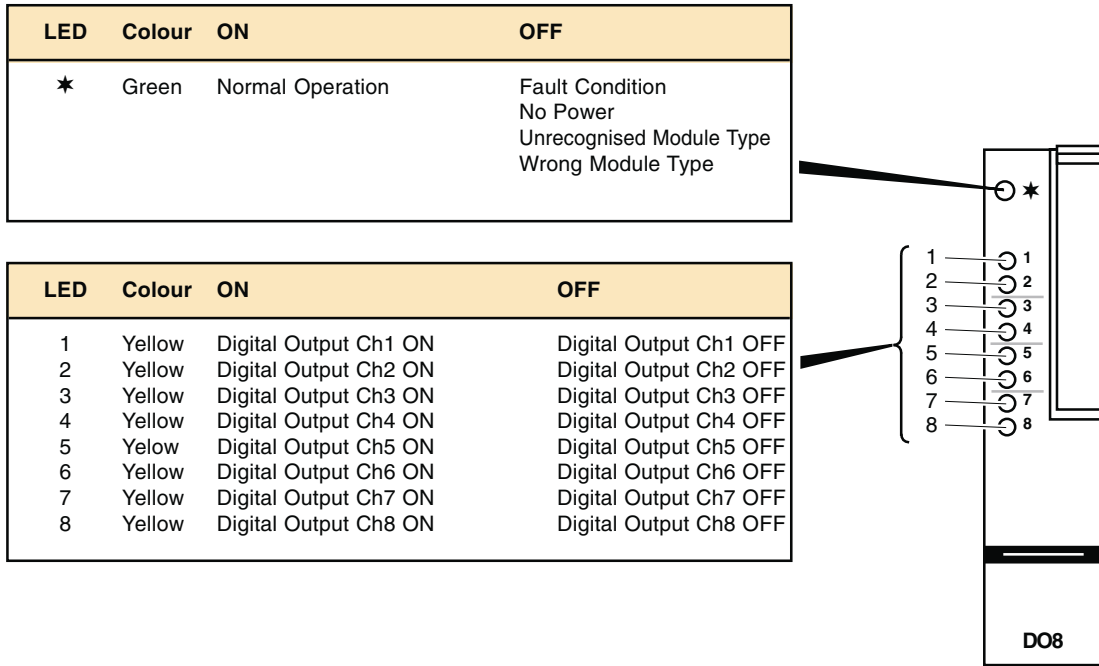 LED Colour ON OFF
✶ Green Normal Operation Fault Condition
No Power
Unrecognised Module Type
Wrong Module Type
LED Colour ON OFF
1 Yellow Digital Output Ch1 ON Digital Output Ch1 OFF
2 Yellow Digital Output Ch2 ON Digital Output Ch2 OFF
3 Yellow Digital Output Ch3 ON Digital Output Ch3 OFF
4 Yellow Digital Output Ch4 ON Digital Output Ch4 OFF
5 Yelow Digital Output Ch5 ON Digital Output Ch5 OFF
6 Yellow Digital Output Ch6 ON Digital Output Ch6 OFF
7 Yellow Digital Output Ch7 ON Digital Output Ch7 OFF
8 Yellow Digital Output Ch8 ON Digital Output Ch8 OFF
✶
1 1
2 2
3 3
4 4
5 5
6 6
7 7
8 8
DO8